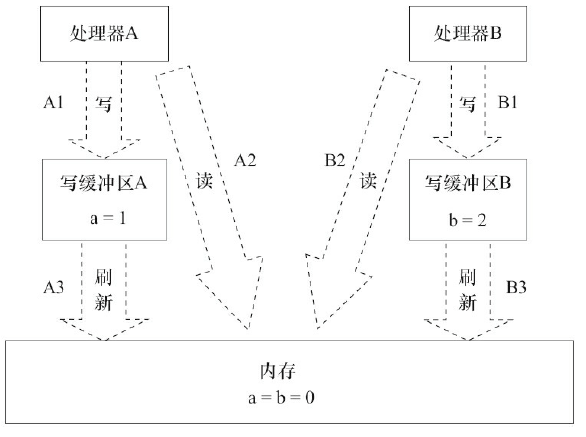 处理器A
处理器B
A1
写
写
B1
A2
B2
读
读
写缓冲区A
a = 1
写缓冲区B
b = 2
A3
刷新
刷新
B3
内存
a = b = 0